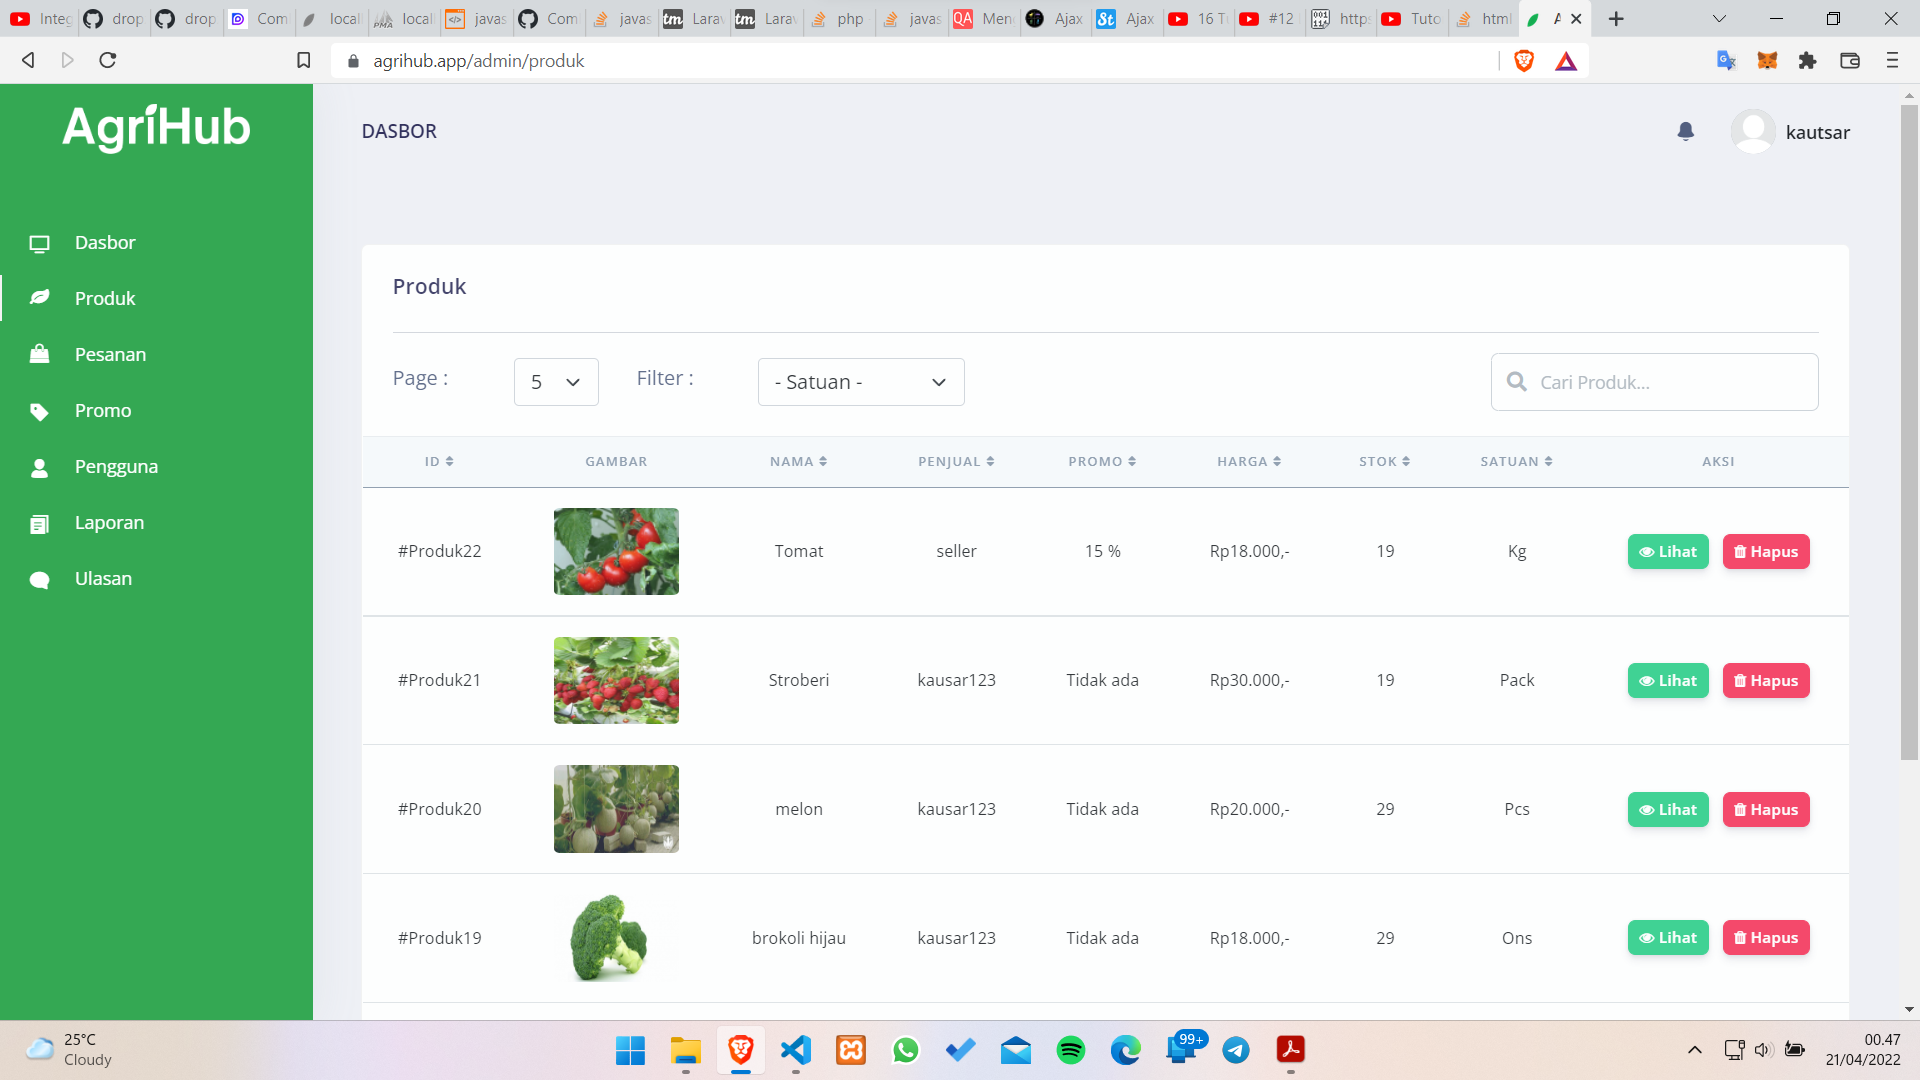 Integ
drop
drop
Com
local
local
javas
Com
javas
Lara
Lara
php
javas
Men
Ajax
Ajax
16 T
#12
https
Tuto
html
A
agrihub.app/admin/produk
AgriHub
DASBOR
kautsar
Dasbor
Produk
Pesanan
Promo
Pengguna
Laporan
Ulasan
Produk
Page :
5
Filter :
- Satuan -
Cari Produk...
ID GAMBAR NAMA PENJUAL PROMO HARGA STOK SATUAN AKSI
#Produk22 Tomat seller 15 % Rp18.000,- 19 Kg Lihat Hapus
#Produk21 Stroberi kausar123 Tidak ada Rp30.000,- 19 Pack Lihat Hapus
#Produk20 melon kausar123 Tidak ada Rp20.000,- 29 Pcs Lihat Hapus
#Produk19 brokoli hijau kausar123 Tidak ada Rp18.000,- 29 Ons Lihat Hapus
25°C
Cloudy
99+
00.47
21/04/2022